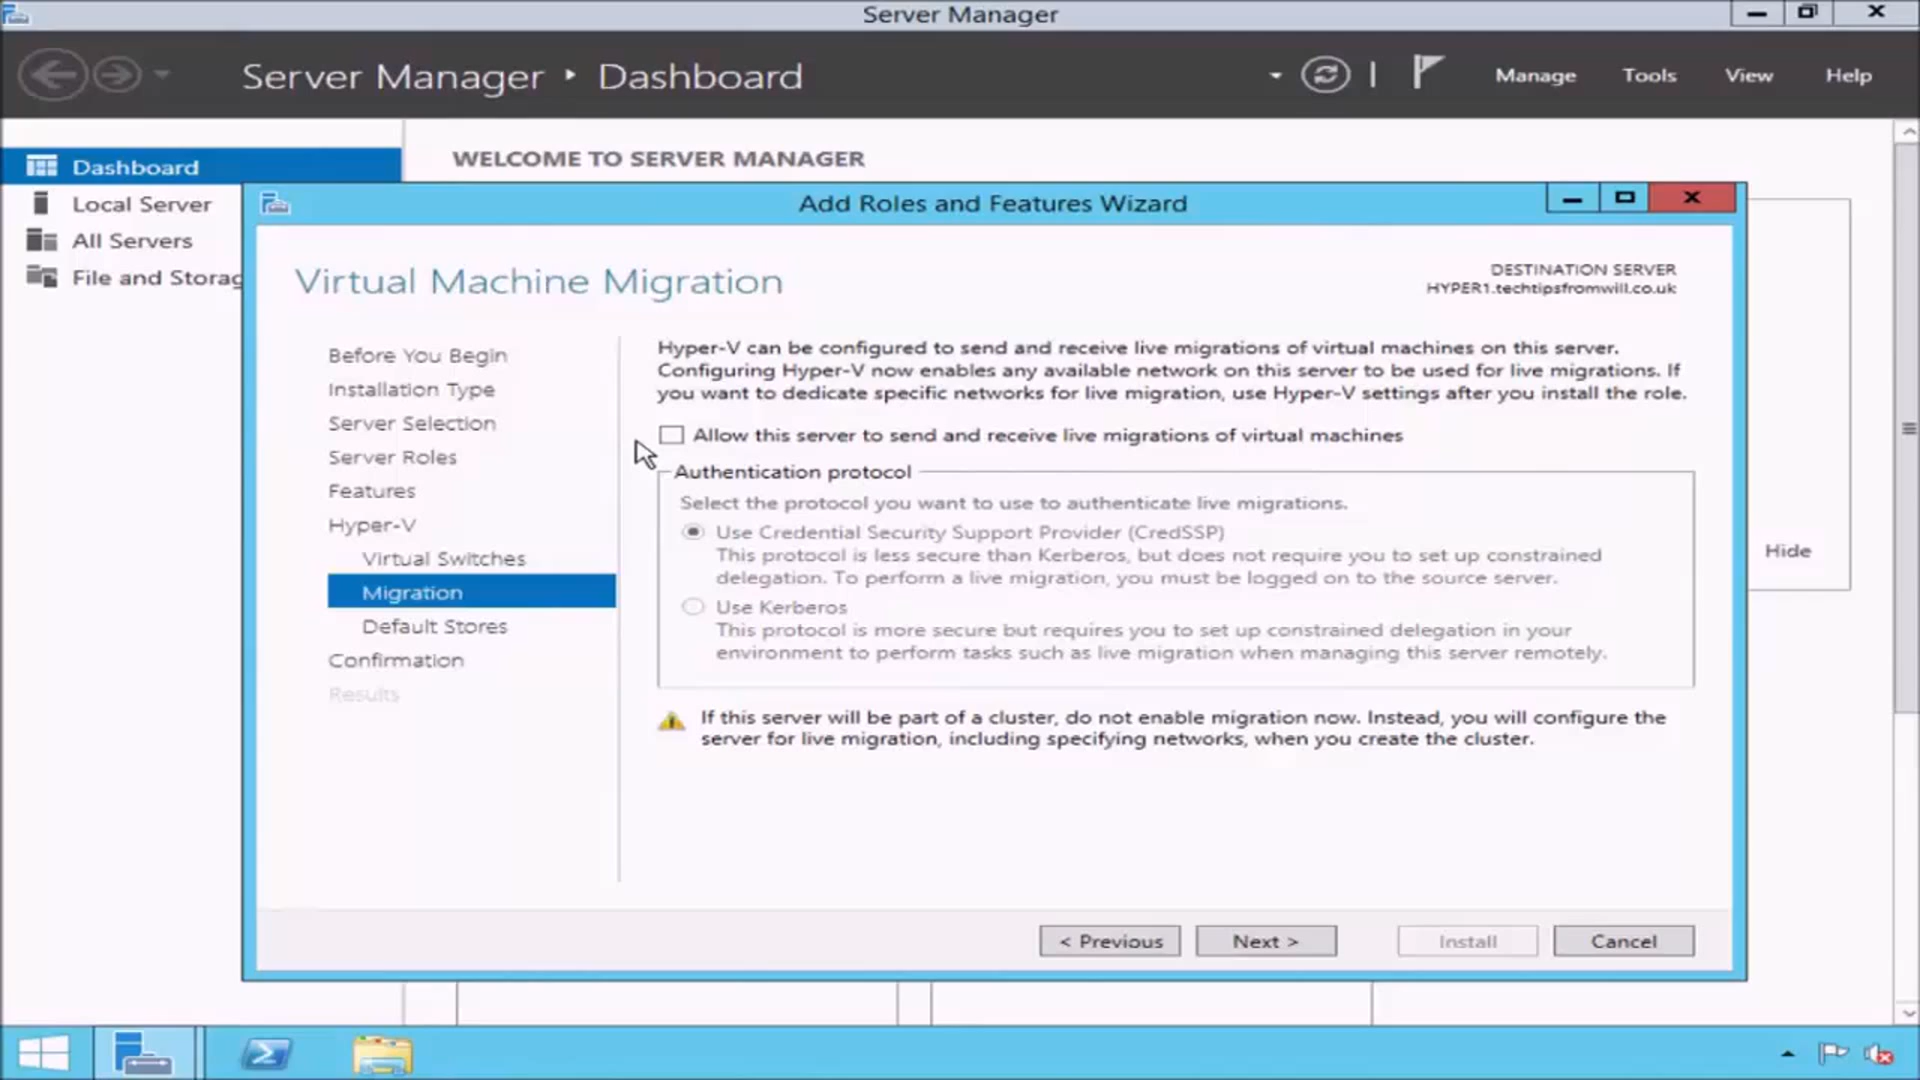 Server Manager
Server Manager • Dashboard
Manage Tools View Help
Dashboard
Local Server
All Servers
File and Storag
WELCOME TO SERVER MANAGER
Add Roles and Features Wizard
Virtual Machine Migration
DESTINATION SERVER
HYPER1.techtipsfromwill.co.uk
Before You Begin
Installation Type
Server Selection
Server Roles
Features
Hyper-V
Virtual Switches
Migration
Default Stores
Confirmation
Results
Hyper-V can be configured to send and receive live migrations of virtual machines on this server.
Configuring Hyper-V now enables any available network on this server to be used for live migrations. If
you want to dedicate specific networks for live migration, use Hyper-V settings after you install the role.
Allow this server to send and receive live migrations of virtual machines
Authentication protocol
Select the protocol you want to use to authenticate live migrations.
Use Credential Security Support Provider (CredSSP)
This protocol is less secure than Kerberos, but does not require you to set up constrained
delegation. To perform a live migration, you must be logged on to the source server.
Use Kerberos
This protocol is more secure but requires you to set up constrained delegation in your
environment to perform tasks such as live migration when managing this server remotely.
If this server will be part of a cluster, do not enable migration now. Instead, you will configure the
server for live migration, including specifying networks, when you create the cluster.
Hide
< Previous Next > Install Cancel